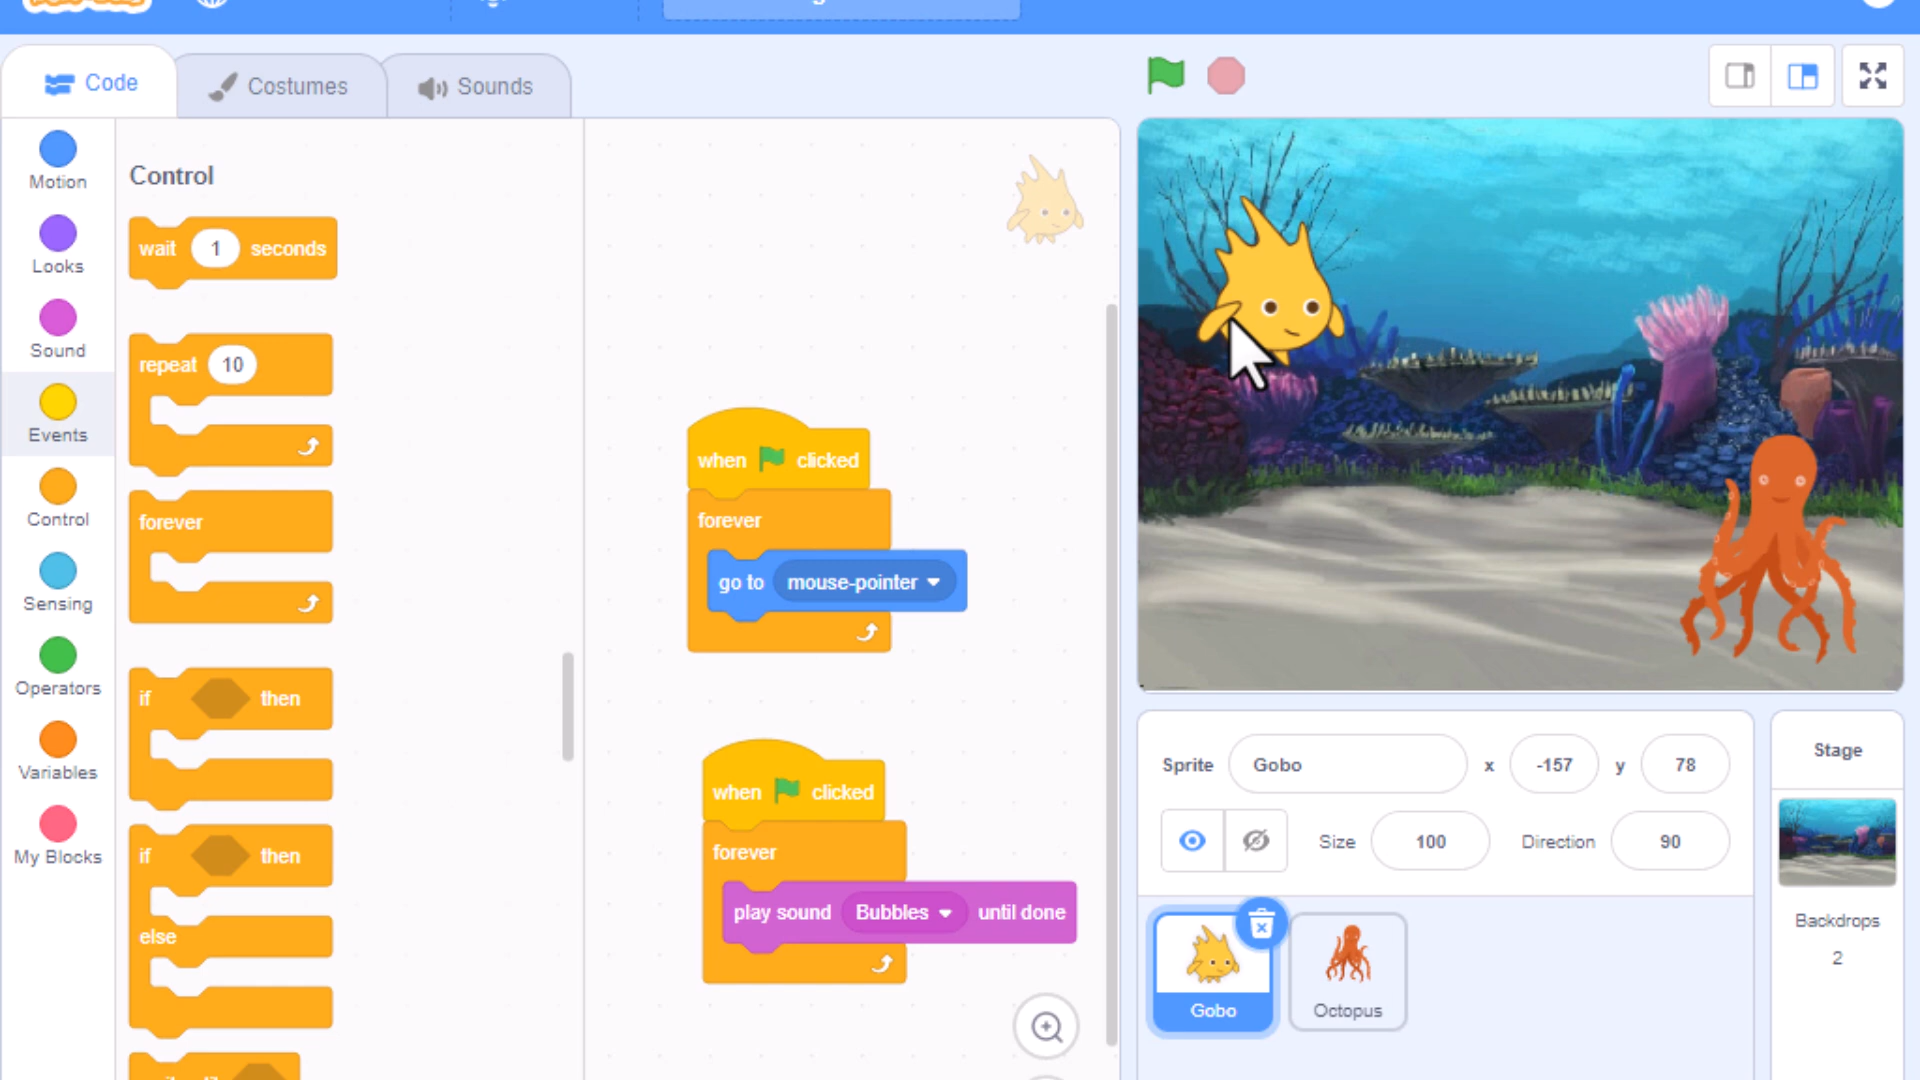 Code
Costumes
Sounds
Motion
Looks
Sound
Events
Control
Sensing
Operators
Variables
My Blocks
Control
wait 1 seconds
repeat 10
forever
if then
if then
else
when clicked
forever
go to mouse-pointer
when clicked
forever
play sound Bubbles until done
Sprite Gobo x -157 y 78
Size 100 Direction 90
Gobo
Octopus
Stage
Backdrops
2